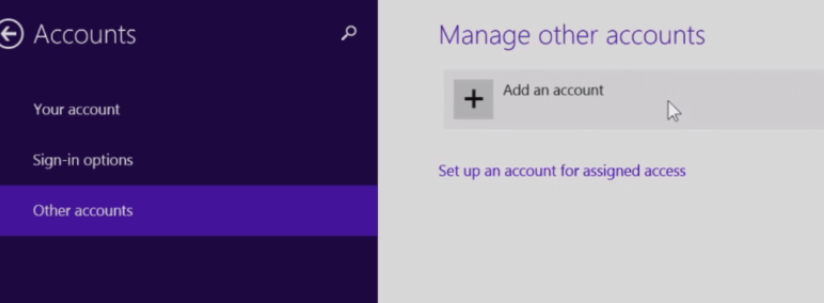 Accounts
Your account
Sign-in options
Other accounts
Manage other accounts
Add an account
Set up an account for assigned access